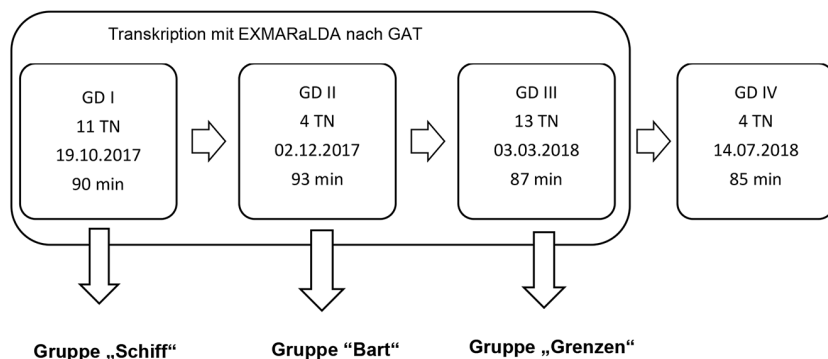 Transkription mit EXMARaLDA nach GAT
GD I
11 TN
19.10.2017
90 min
GD II
4 TN
02.12.2017
93 min
GD III
13 TN
03.03.2018
87 min
GD IV
4 TN
14.07.2018
85 min
Gruppe „Schiff“
Gruppe “Bart“
Gruppe „Grenzen“